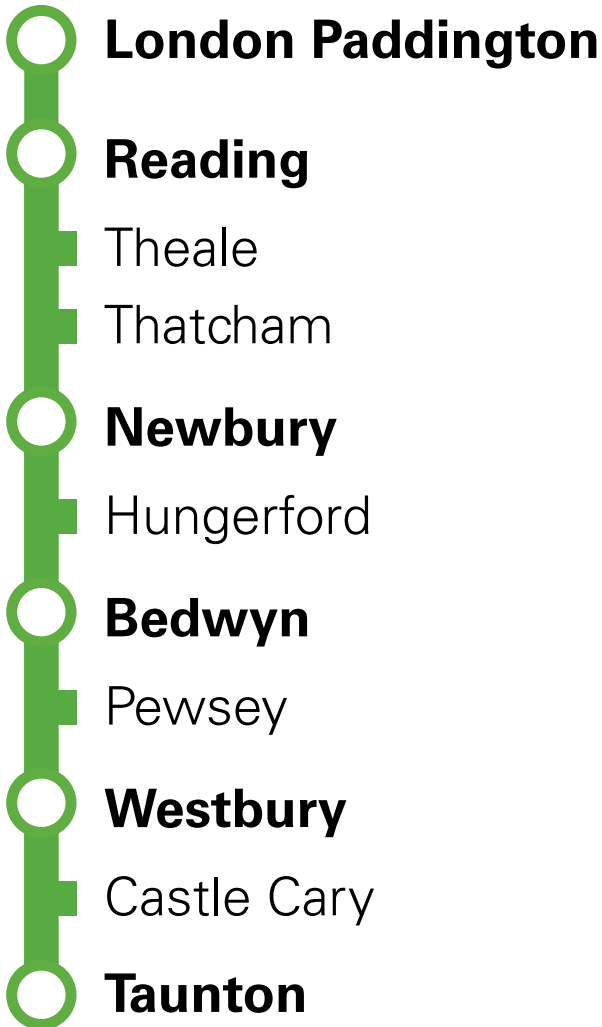 London Paddington
Reading
Theale
Thatcham
Newbury
Hungerford
Bedwyn
Pewsey
Westbury
Castle Cary
Taunton